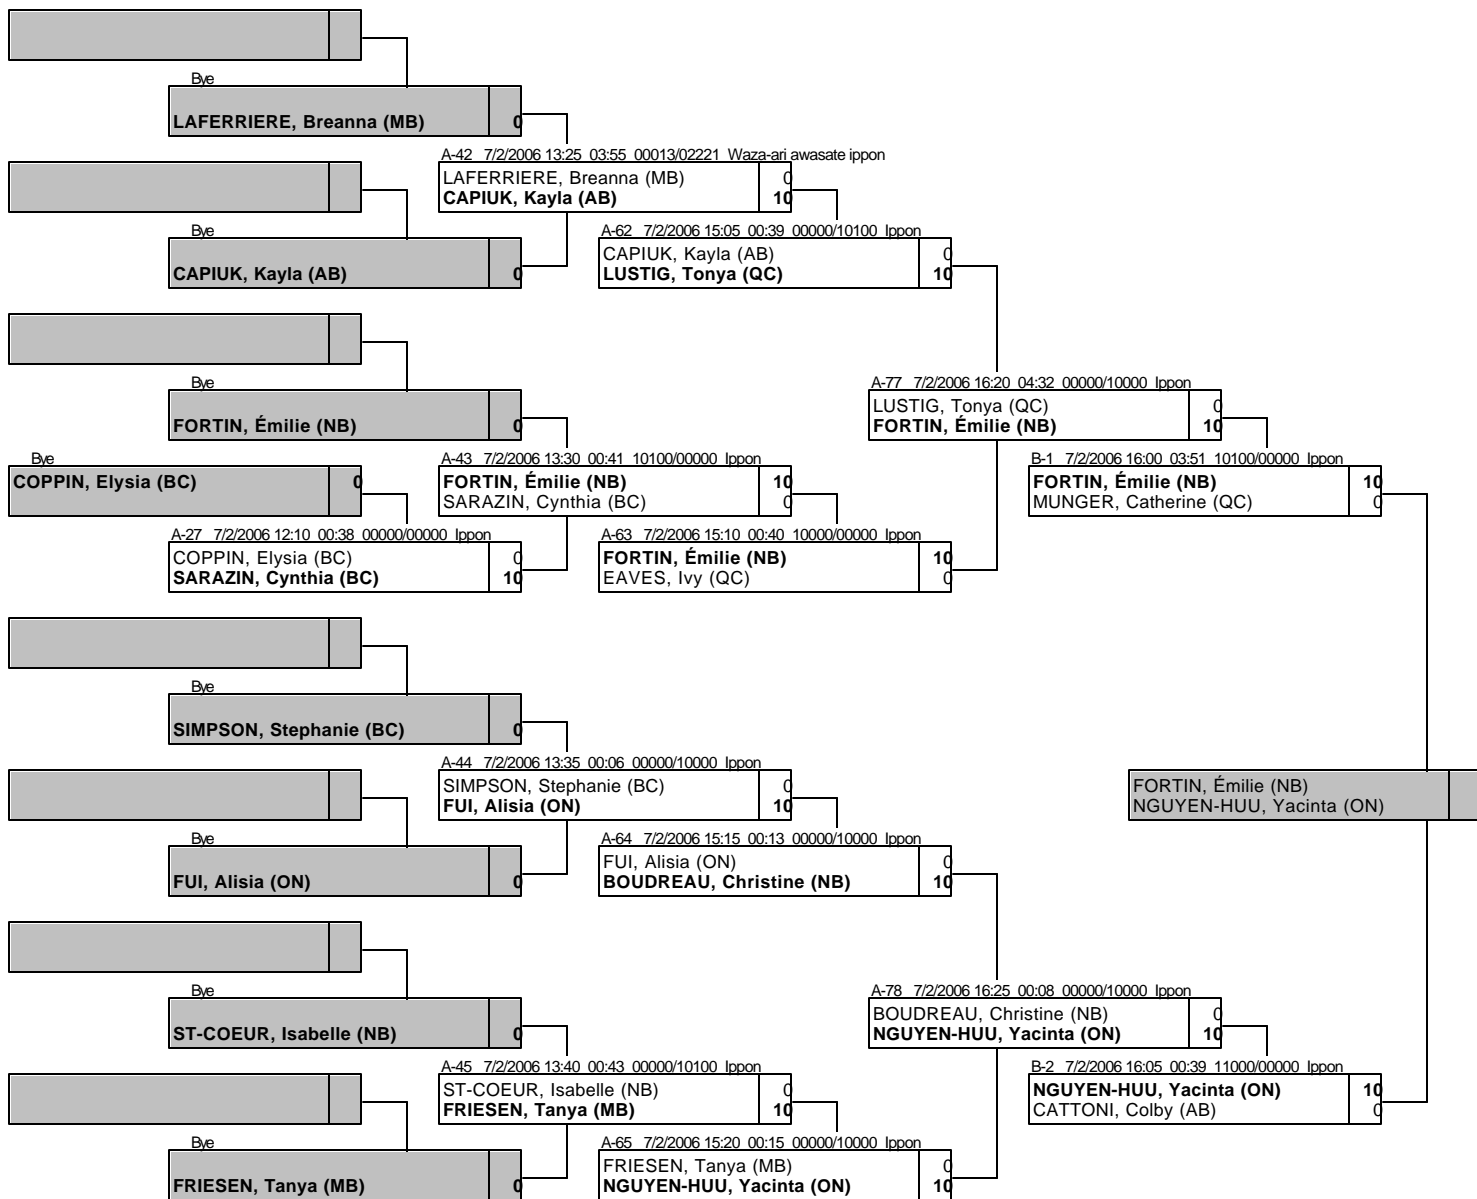 Bye
LAFERRIERE, Breanna (MB) 0
A-42 7/2/2006 13:25 03:55 00013/02221 Waza-ari awasate ippon
LAFERRIERE, Breanna (MB) 0
CAPIUK, Kayla (AB) 10
Bye
CAPIUK, Kayla (AB) 0
A-62 7/2/2006 15:05 00:39 00000/10100 Ippon
CAPIUK, Kayla (AB) 0
LUSTIG, Tonya (QC) 10
Bye
FORTIN, Émilie (NB) 0
A-77 7/2/2006 16:20 04:32 00000/10000 Ippon
LUSTIG, Tonya (QC) 0
FORTIN, Émilie (NB) 10
Bye
COPPIN, Elysia (BC) 0
A-43 7/2/2006 13:30 00:41 10100/00000 Ippon
FORTIN, Émilie (NB) 10
SARAZIN, Cynthia (BC) 0
B-1 7/2/2006 16:00 03:51 10100/00000 Ippon
FORTIN, Émilie (NB) 10
MUNGER, Catherine (QC) 0
A-27 7/2/2006 12:10 00:38 00000/00000 Ippon
COPPIN, Elysia (BC) 0
SARAZIN, Cynthia (BC) 10
A-63 7/2/2006 15:10 00:40 10000/00000 Ippon
FORTIN, Émilie (NB) 10
EAVES, Ivy (QC) 0
Bye
SIMPSON, Stephanie (BC) 0
A-44 7/2/2006 13:35 00:06 00000/10000 Ippon
SIMPSON, Stephanie (BC) 0
FUI, Alisia (ON) 10
FORTIN, Émilie (NB)
NGUYEN-HUU, Yacinta (ON)
Bye
FUI, Alisia (ON) 0
A-64 7/2/2006 15:15 00:13 00000/10000 Ippon
FUI, Alisia (ON) 0
BOUDREAU, Christine (NB) 10
Bye
ST-COEUR, Isabelle (NB) 0
A-78 7/2/2006 16:25 00:08 00000/10000 Ippon
BOUDREAU, Christine (NB) 0
NGUYEN-HUU, Yacinta (ON) 10
A-45 7/2/2006 13:40 00:43 00000/10100 Ippon
ST-COEUR, Isabelle (NB) 0
FRIESEN, Tanya (MB) 10
B-2 7/2/2006 16:05 00:39 11000/00000 Ippon
NGUYEN-HUU, Yacinta (ON) 10
CATTONI, Colby (AB) 0
Bye
FRIESEN, Tanya (MB) 0
A-65 7/2/2006 15:20 00:15 00000/10000 Ippon
FRIESEN, Tanya (MB) 0
NGUYEN-HUU, Yacinta (ON) 10